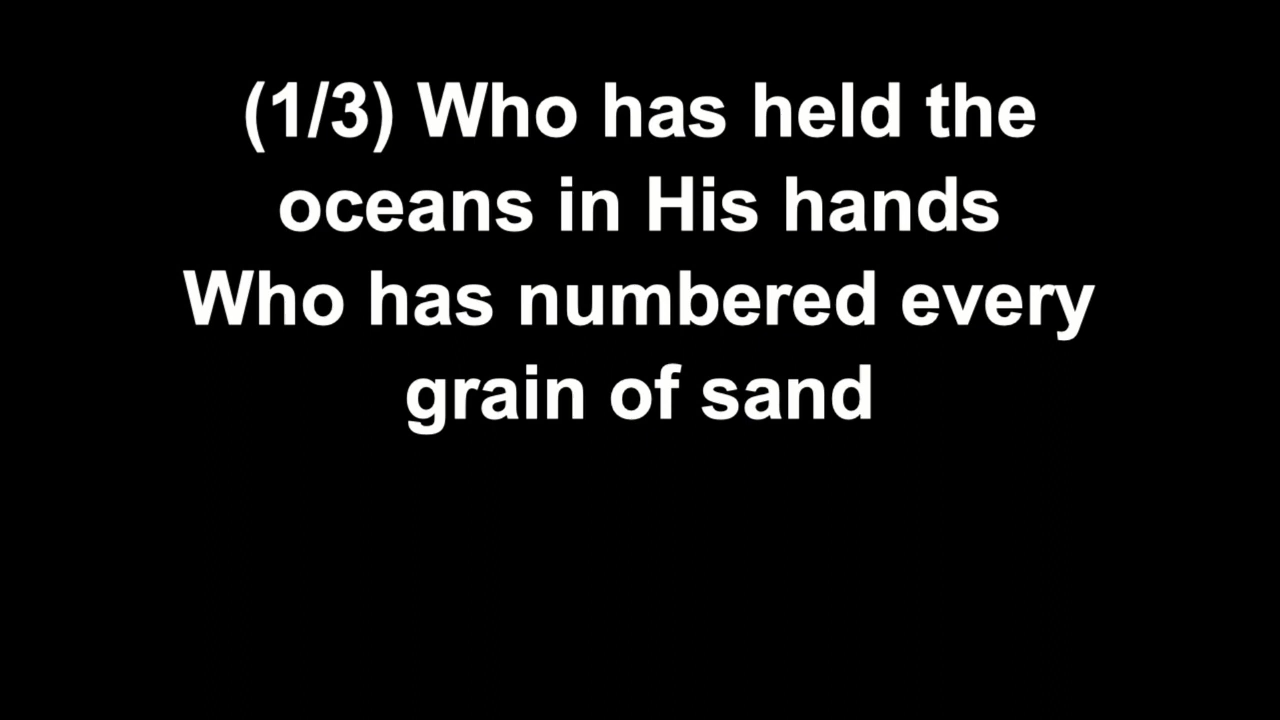 (1/3) Who has held the
oceans in His hands
Who has numbered every
grain of sand